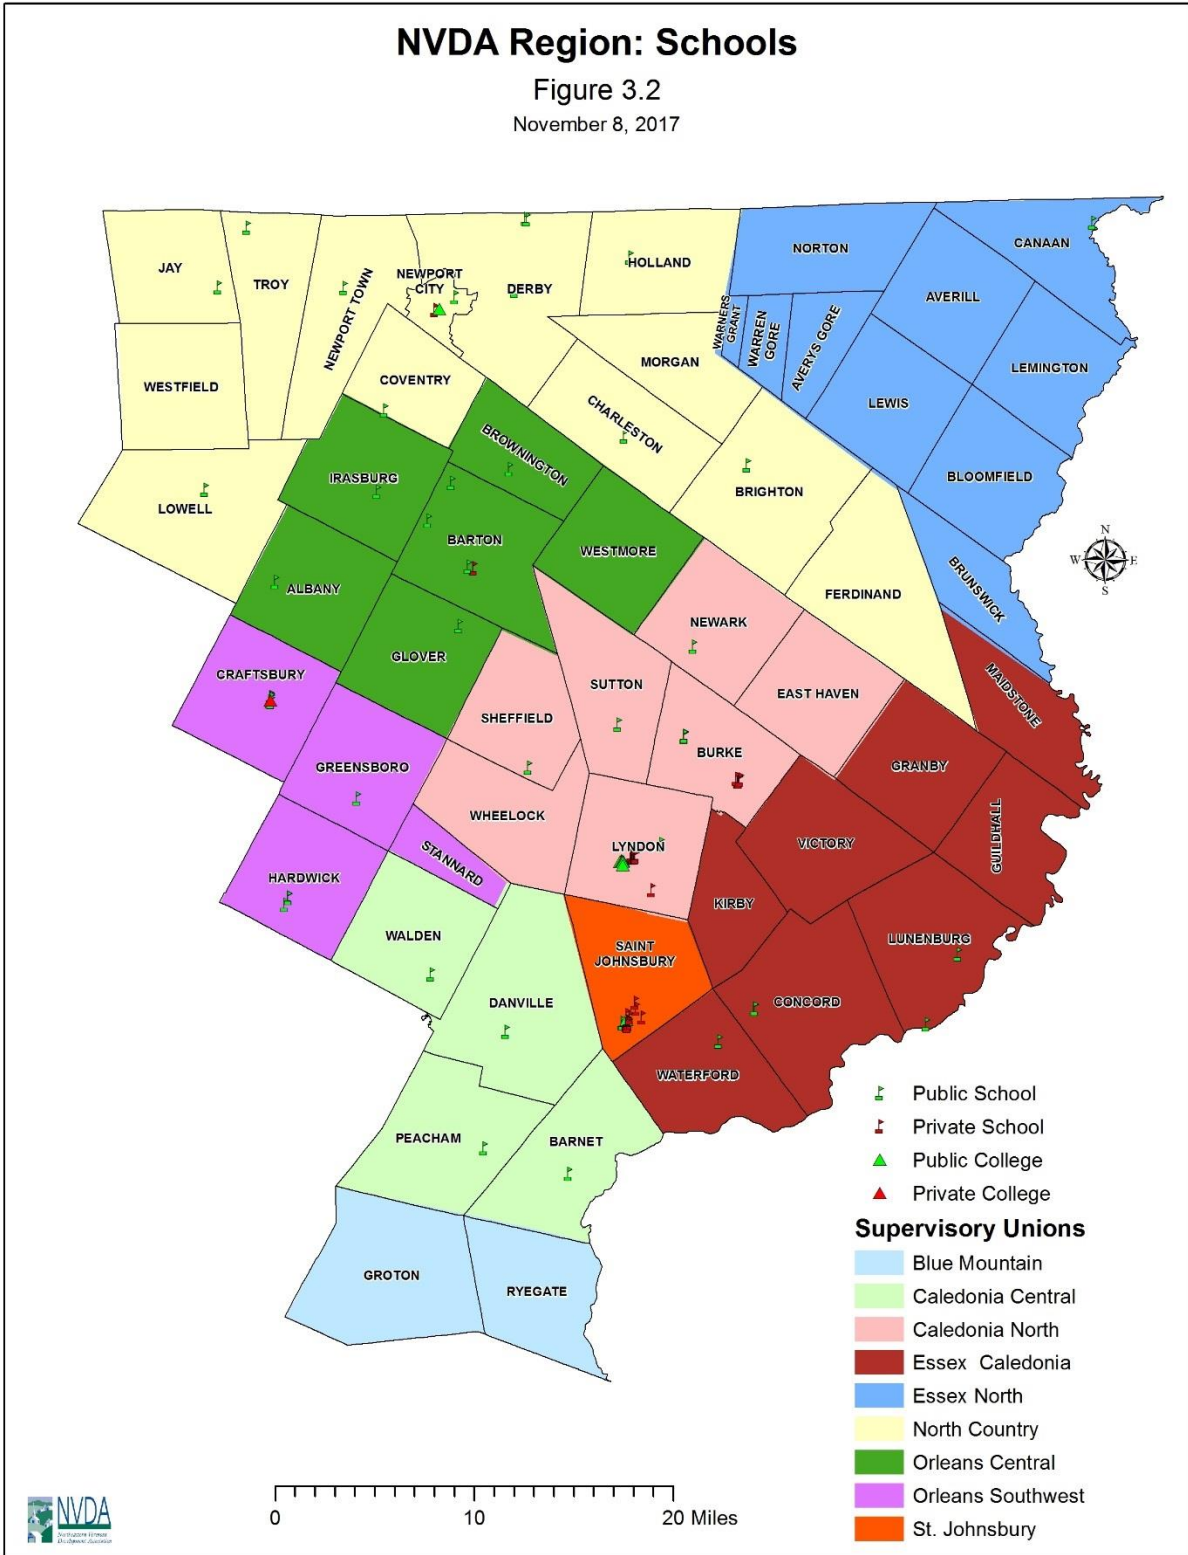 NVDA Region: Schools
Figure 3.2
November 8, 2017
JAY
TROY
NEWPORT TOWN
NEWPORT
CITY
DERBY
HOLLAND
NORTON
CANAAN
AVERILL
WARNERS
GRANT
WARREN
GORE
AVERYS GORE
LEMINGTON
LEWIS
BLOOMFIELD
WESTFIELD
COVENTRY
MORGAN
CHARLESTON
BROWNINGTON
BRIGHTON
LOWELL
IRASBURG
BARTON
WESTMORE
BRUNSWICK
FERDINAND
ALBANY
GLOVER
NEWARK
EAST HAVEN
MAIDSTONE
CRAFTSBURY
SUTTON
SHEFFIELD
BURKE
GRANBY
GREENSBORO
WHEELOCK
LYNDON
VICTORY
GUILDHALL
STANNARD
HARDWICK
KIRBY
WALDEN
SAINT
JOHNSBURY
LUNENBURG
DANVILLE
CONCORD
WATERFORD
PEACHAM
BARNET
GROTON
RYEGATE
N
W
E
S
Public School
Private School
Public College
Private College
Supervisory Unions
Blue Mountain
Caledonia Central
Caledonia North
Essex Caledonia
Essex North
North Country
Orleans Central
Orleans Southwest
St. Johnsbury
0 10 20 Miles
NVDA
Northeastern Vermont
Development Association